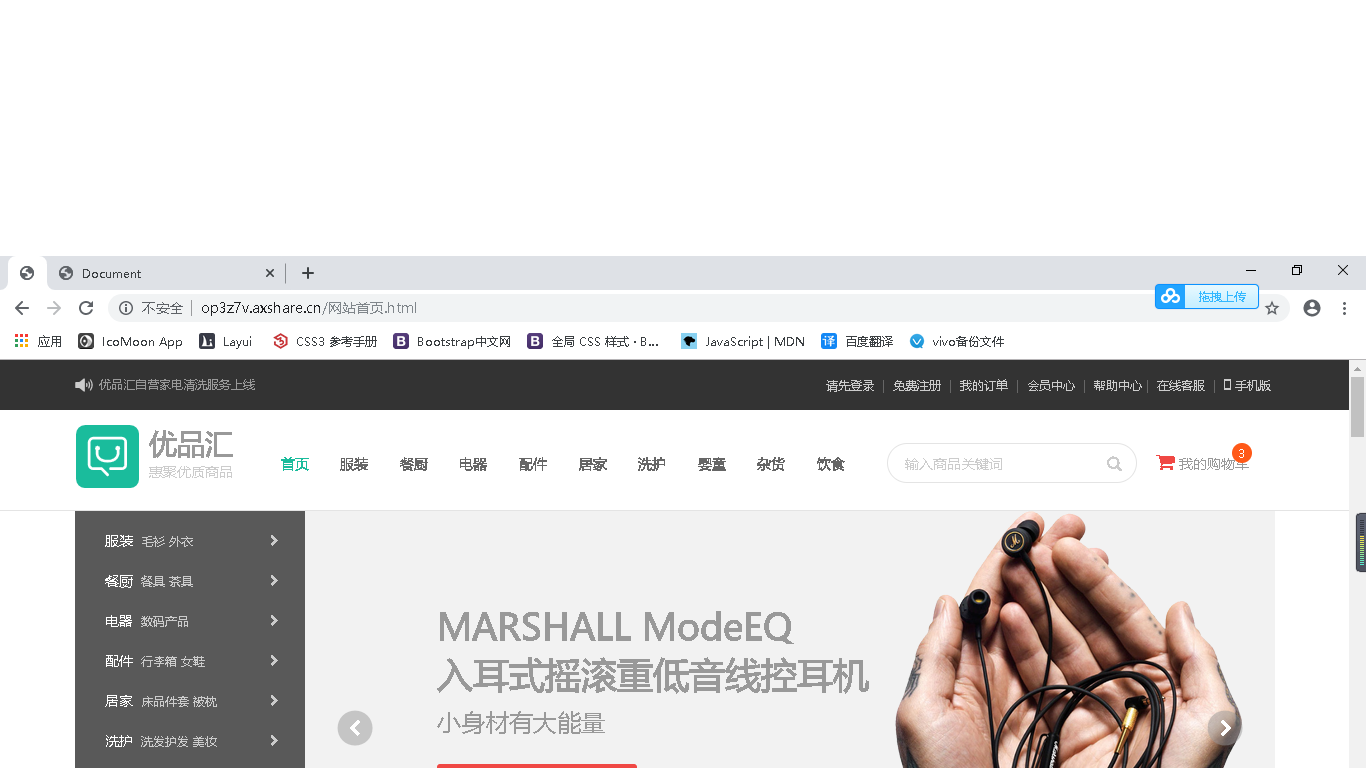 Document
不安全 op3z7v.axshare.cn/网站首页.html
拖拽上传
应用 IcoMoon App Layui CSS3 参考手册 Bootstrap中文网 全局 CSS 样式 · B... JavaScript | MDN 百度翻译 vivo备份文件
优品汇自营家电清洗服务上线 请先登录 免费注册 我的订单 会员中心 帮助中心 在线客服 手机版
优品汇
惠聚优质商品
首页 服装 餐厨 电器 配件 居家 洗护 婴童 杂货 饮食 输入商品关键词 我的购物车 3
服装 毛衫 外衣
餐厨 餐具 茶具
电器 数码产品
配件 行李箱 女鞋
居家 床品件套 被枕
洗护 洗发护发 美妆
MARSHALL ModeEQ
入耳式摇滚重低音线控耳机
小身材有大能量